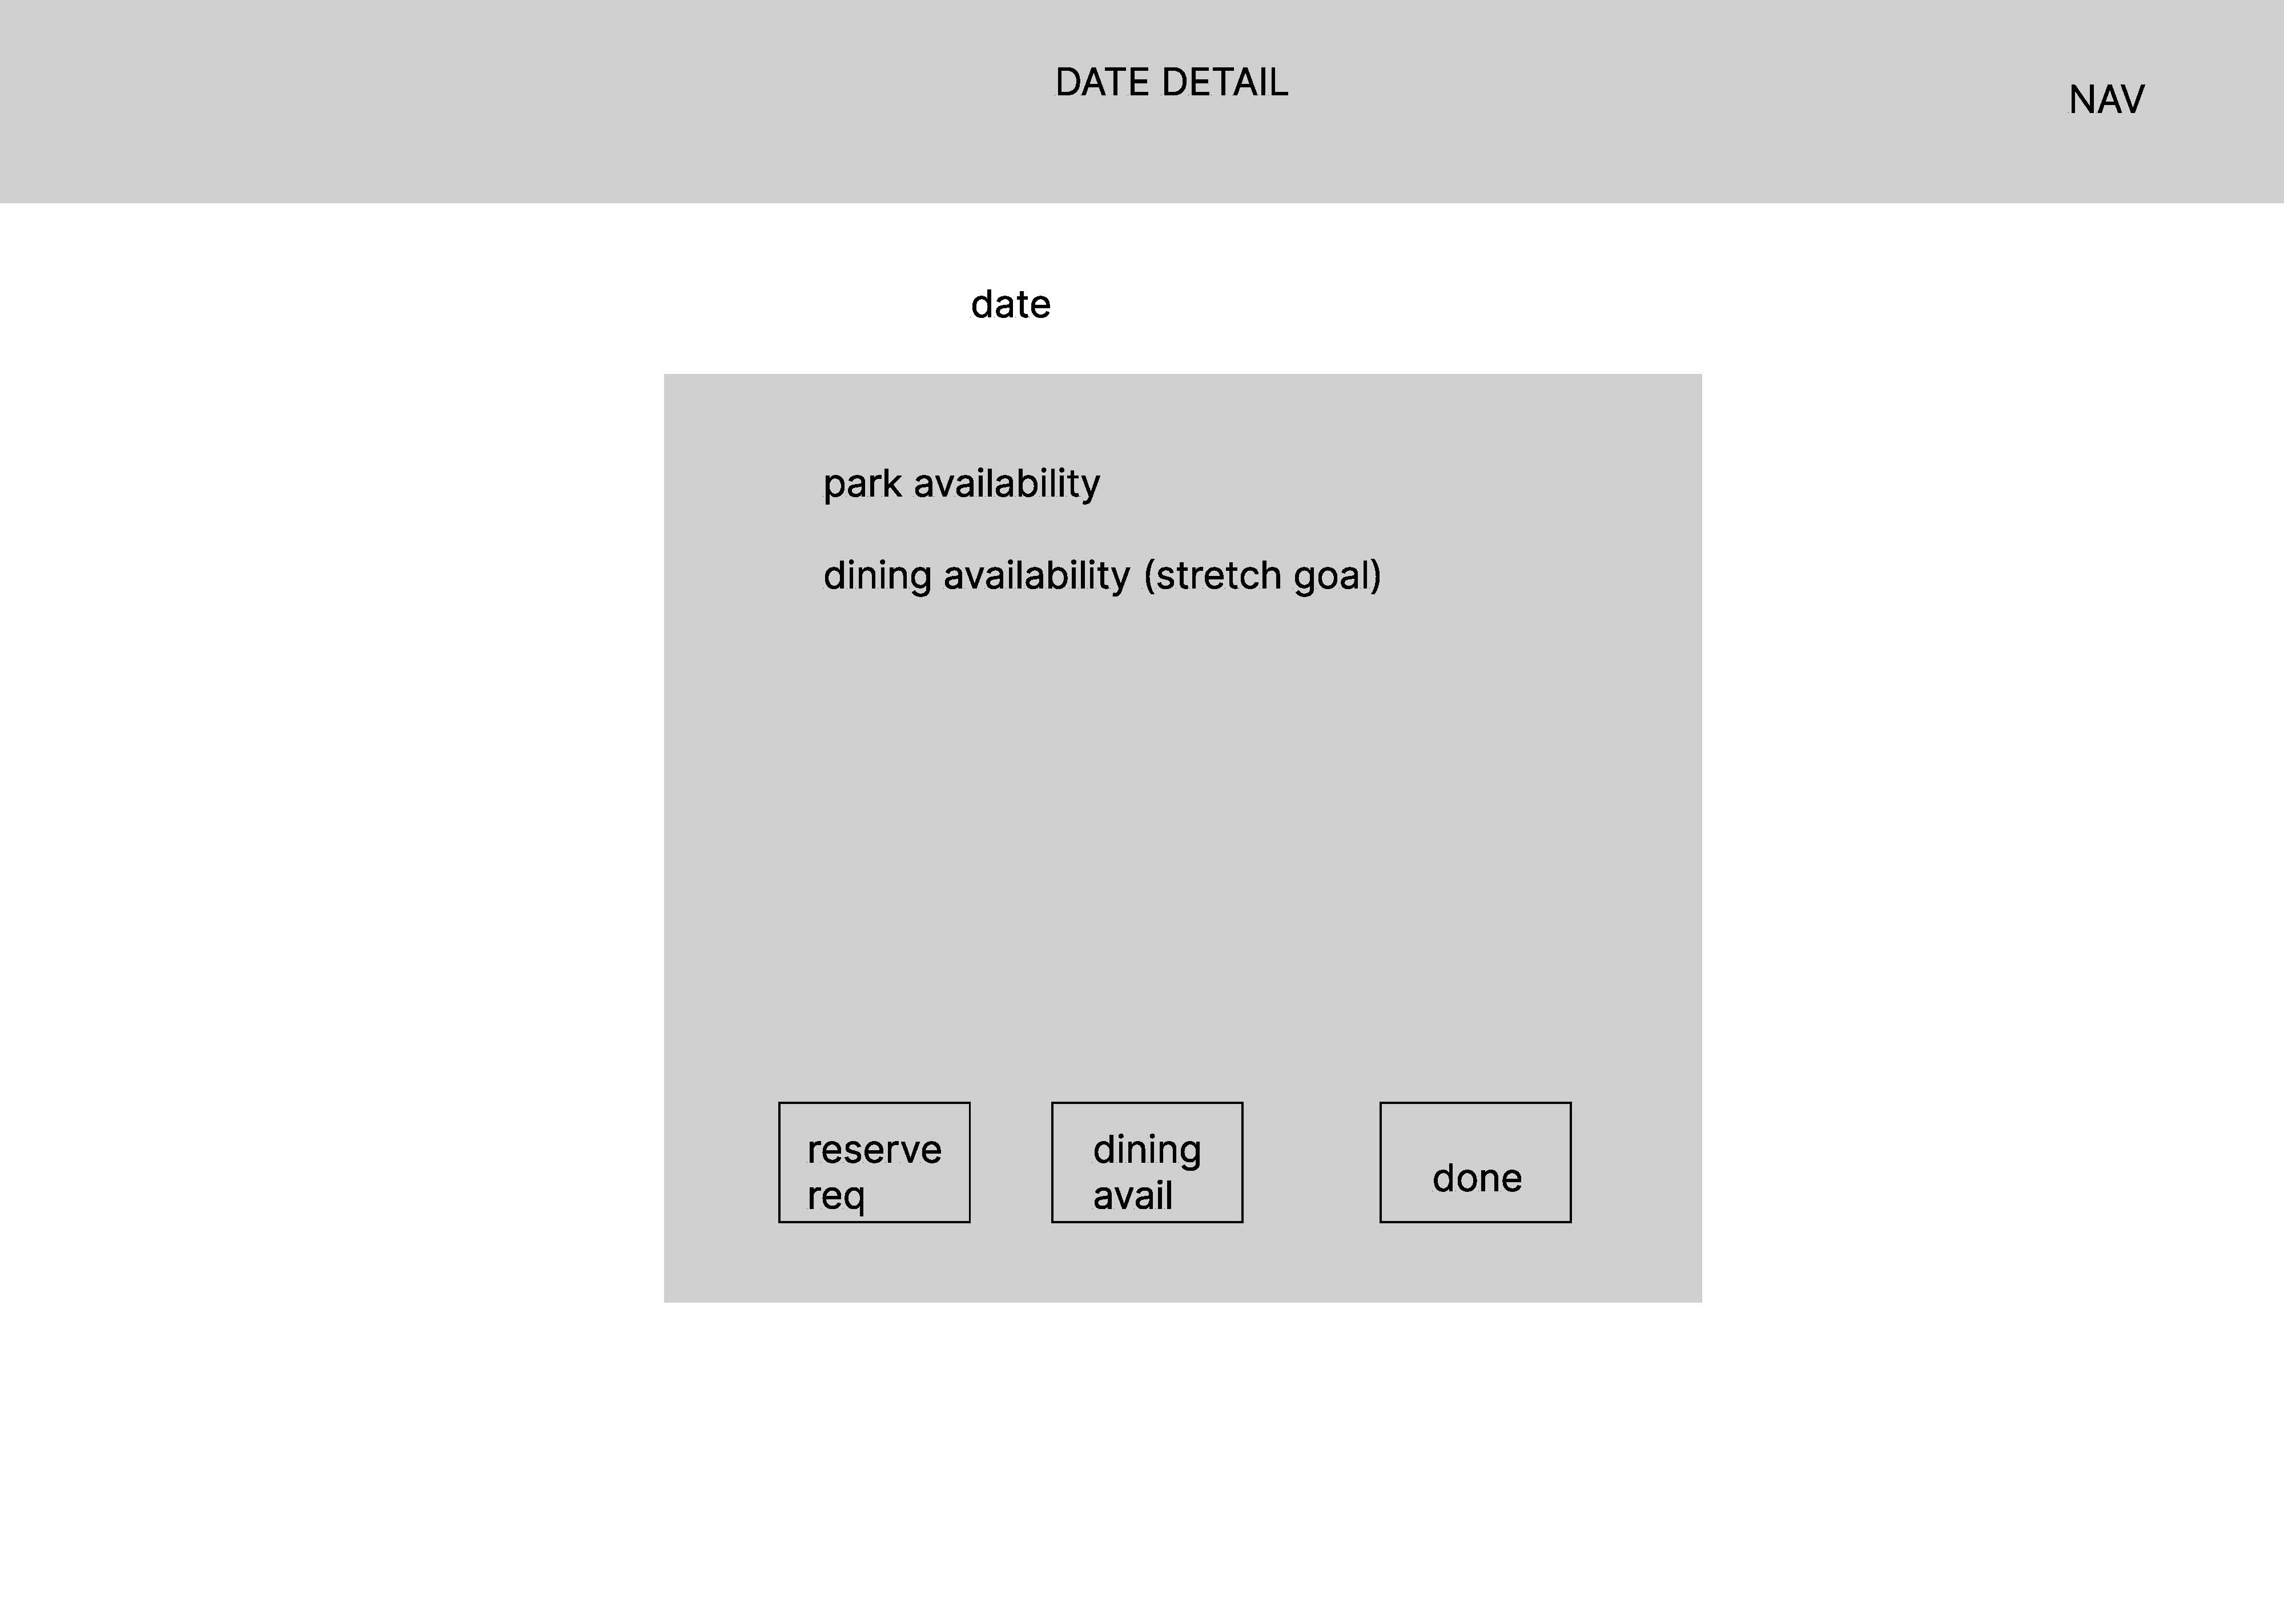 DATE DETAIL
NAV
date
park availability
dining availability (stretch goal)
reserve
req
dining
avail
done